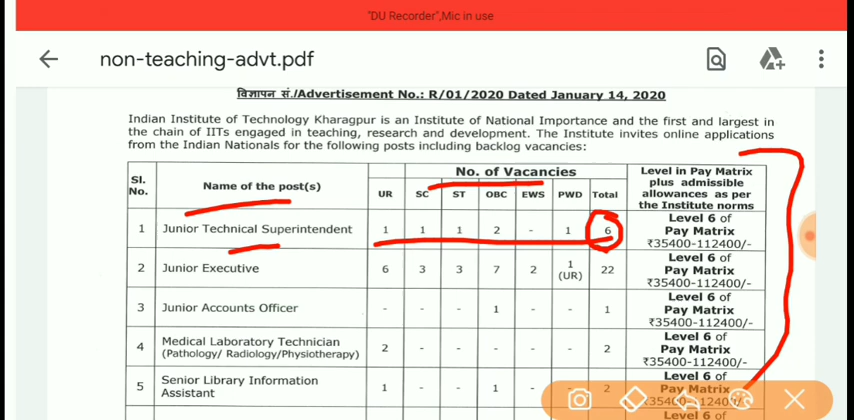 "DU Recorder",Mic in use
non-teaching-advt.pdf
विज्ञापन सं./Advertisement No.: R/01/2020 Dated January 14, 2020
Indian Institute of Technology Kharagpur is an Institute of National Importance and the first and largest in
the chain of IITs engaged in teaching, research and development. The Institute invites online applications
from the Indian Nationals for the following posts including backlog vacancies:
Sl. No. Name of the post(s) No. of Vacancies Level in Pay Matrix plus admissible allowances as per the Institute norms
UR SC ST OBC EWS PWD Total
1 Junior Technical Superintendent 1 1 1 2 - 1 6 Level 6 of Pay Matrix ₹35400-112400/-
2 Junior Executive 6 3 3 7 2 1 (UR) 22 Level 6 of Pay Matrix ₹35400-112400/-
3 Junior Accounts Officer - - - 1 - - 1 Level 6 of Pay Matrix ₹35400-112400/-
4 Medical Laboratory Technician (Pathology/ Radiology/Physiotherapy) 2 - - - - - 2 Level 6 of Pay Matrix ₹35400-112400/-
5 Senior Library Information Assistant 1 - - 1 - - 2 Level 6 of Pay Matrix ₹35400-112400/-
Level 6 of